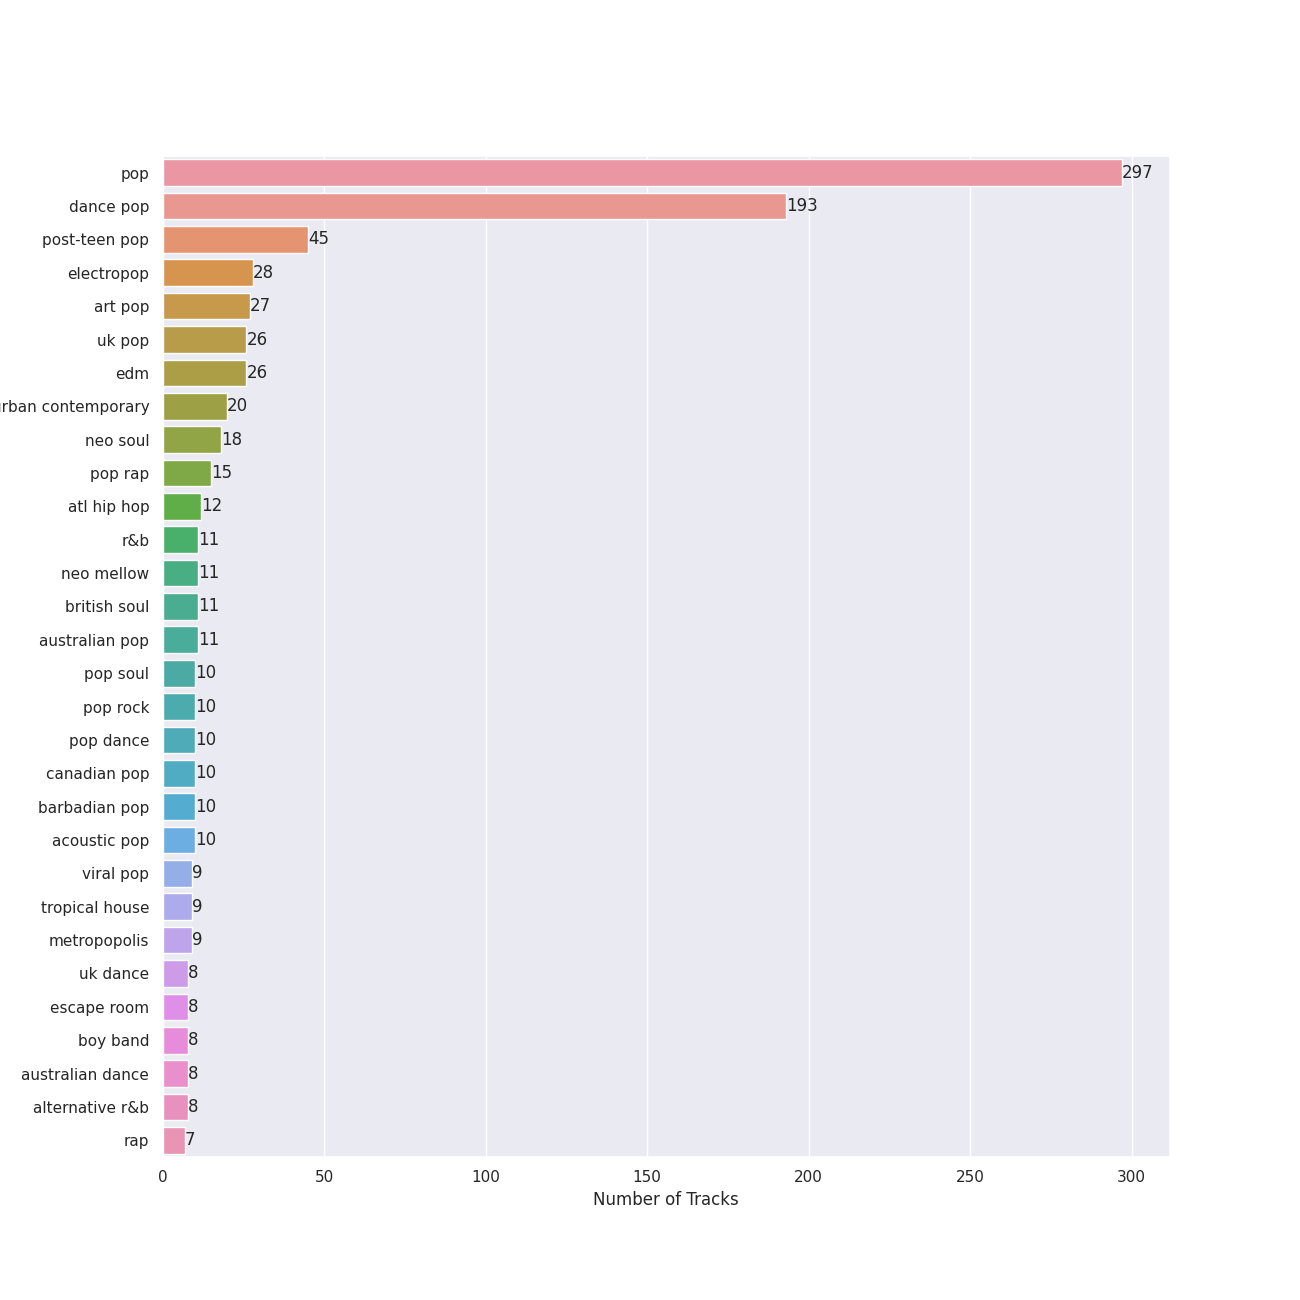 pop 297
dance pop 193
post-teen pop 45
electropop 28
art pop 27
uk pop 26
edm 26
rban contemporary 20
neo soul 18
pop rap 15
atl hip hop 12
r&b 11
neo mellow 11
british soul 11
australian pop 11
pop soul 10
pop rock 10
pop dance 10
canadian pop 10
barbadian pop 10
acoustic pop 10
viral pop 9
tropical house 9
metropopolis 9
uk dance 8
escape room 8
boy band 8
australian dance 8
alternative r&b 8
rap 7
0 50 100 150 200 250 300
Number of Tracks